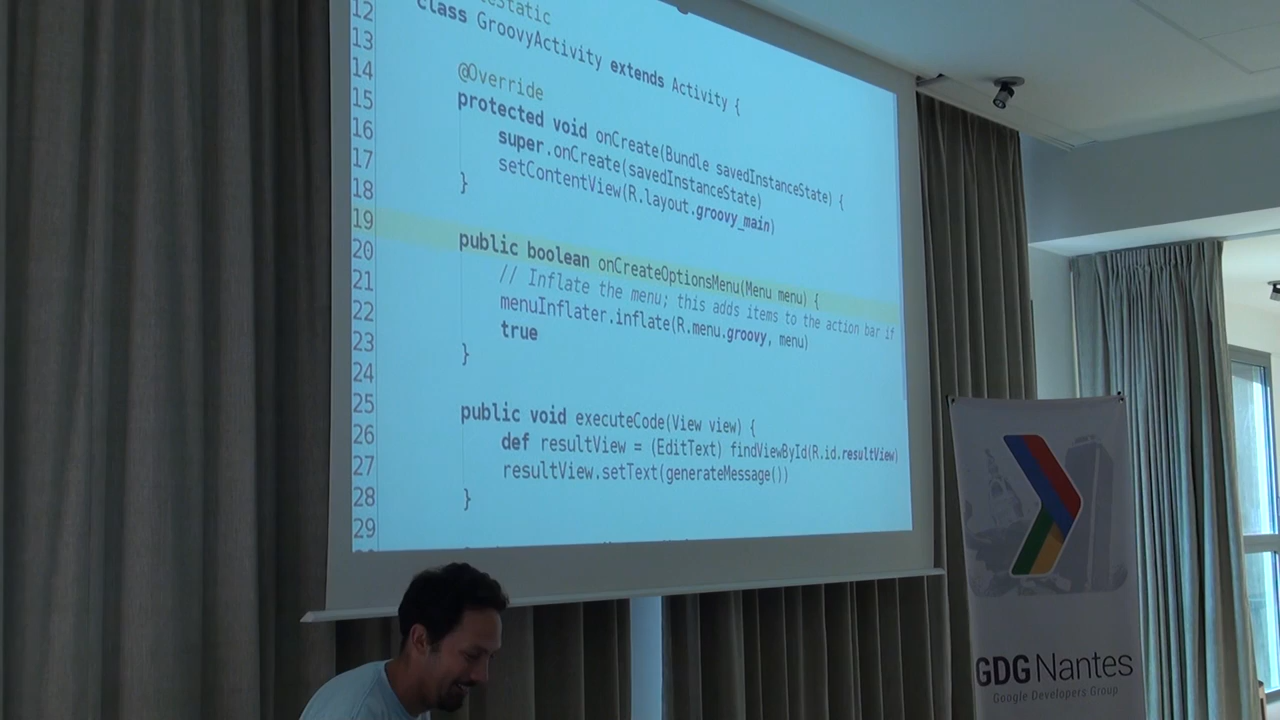 12
class GroovyActivity extends Activity {
13
14 @Override
15 protected void onCreate(Bundle savedInstanceState) {
16 super.onCreate(savedInstanceState)
17 setContentView(R.layout.groovy_main)
18 }
19
20 public boolean onCreateOptionsMenu(Menu menu) {
21 // Inflate the menu; this adds items to the action bar if
22 menuInflater.inflate(R.menu.groovy, menu)
23 true
24 }
25
26 public void executeCode(View view) {
27 def resultView = (EditText) findViewById(R.id.resultView)
28 resultView.setText(generateMessage())
29 }
GDG Nantes
Google Developers Group